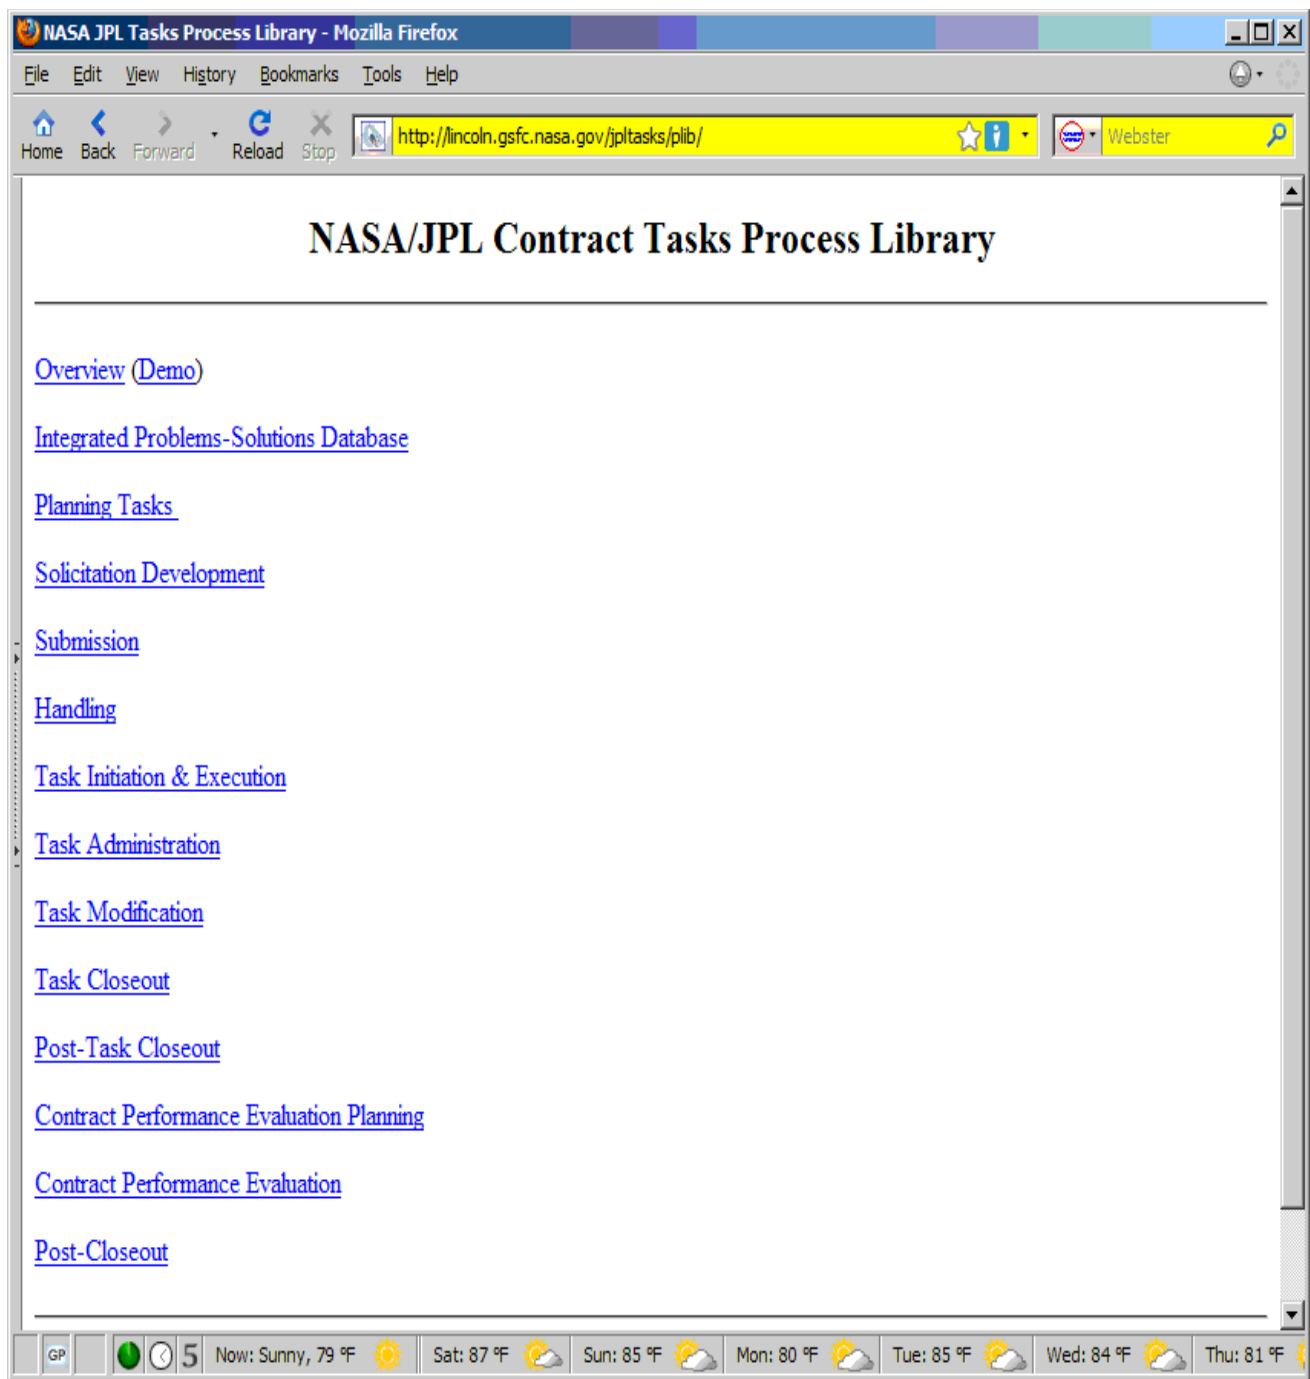 NASA JPL Tasks Process Library - Mozilla Firefox
File Edit View History Bookmarks Tools Help
Home Back Forward Reload Stop http://lincoln.gsfc.nasa.gov/jpltasks/plib/ Webster
NASA/JPL Contract Tasks Process Library
Overview (Demo)
Integrated Problems-Solutions Database
Planning Tasks
Solicitation Development
Submission
Handling
Task Initiation & Execution
Task Administration
Task Modification
Task Closeout
Post-Task Closeout
Contract Performance Evaluation Planning
Contract Performance Evaluation
Post-Closeout
GP 5 Now: Sunny, 79 °F Sat: 87 °F Sun: 85 °F Mon: 80 °F Tue: 85 °F Wed: 84 °F Thu: 81 °F